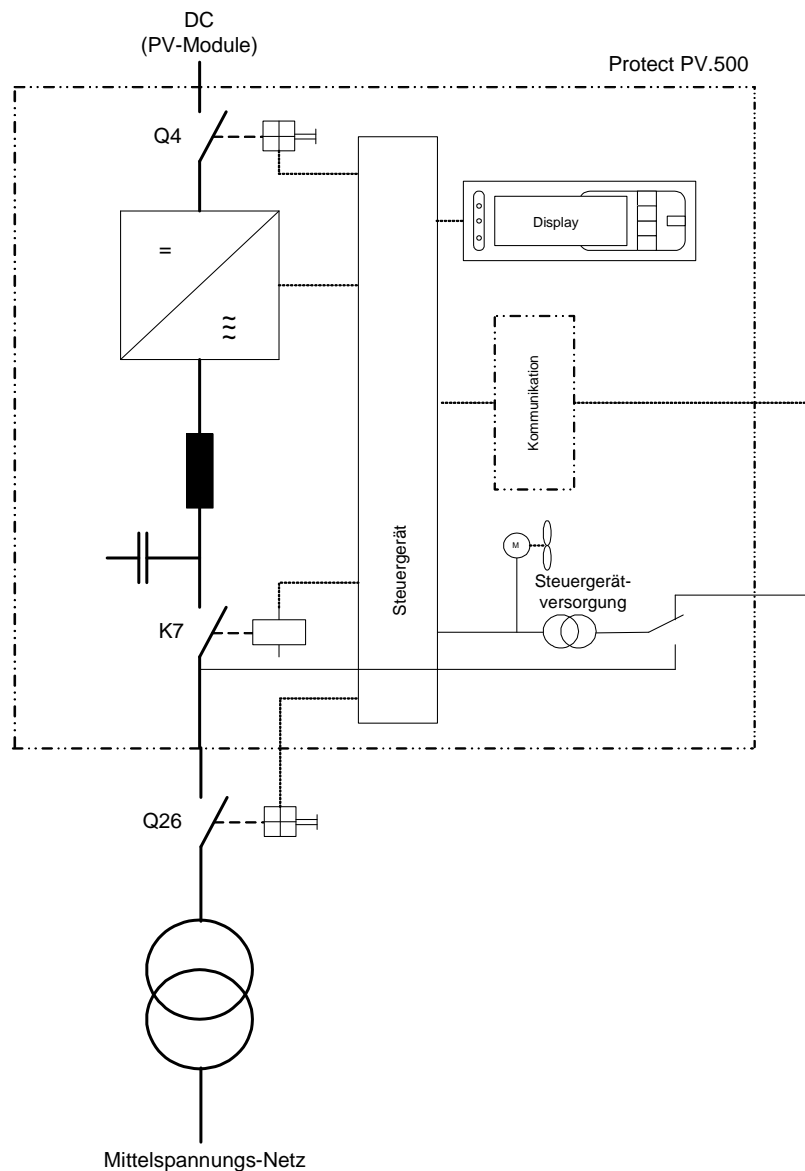 DC
(PV-Module)
Protect PV.500
Q4
=
≈
~
Display
Kommunikation
Steuergerät
M
Steuergerät-
versorgung
K7
Q26
Mittelspannungs-Netz